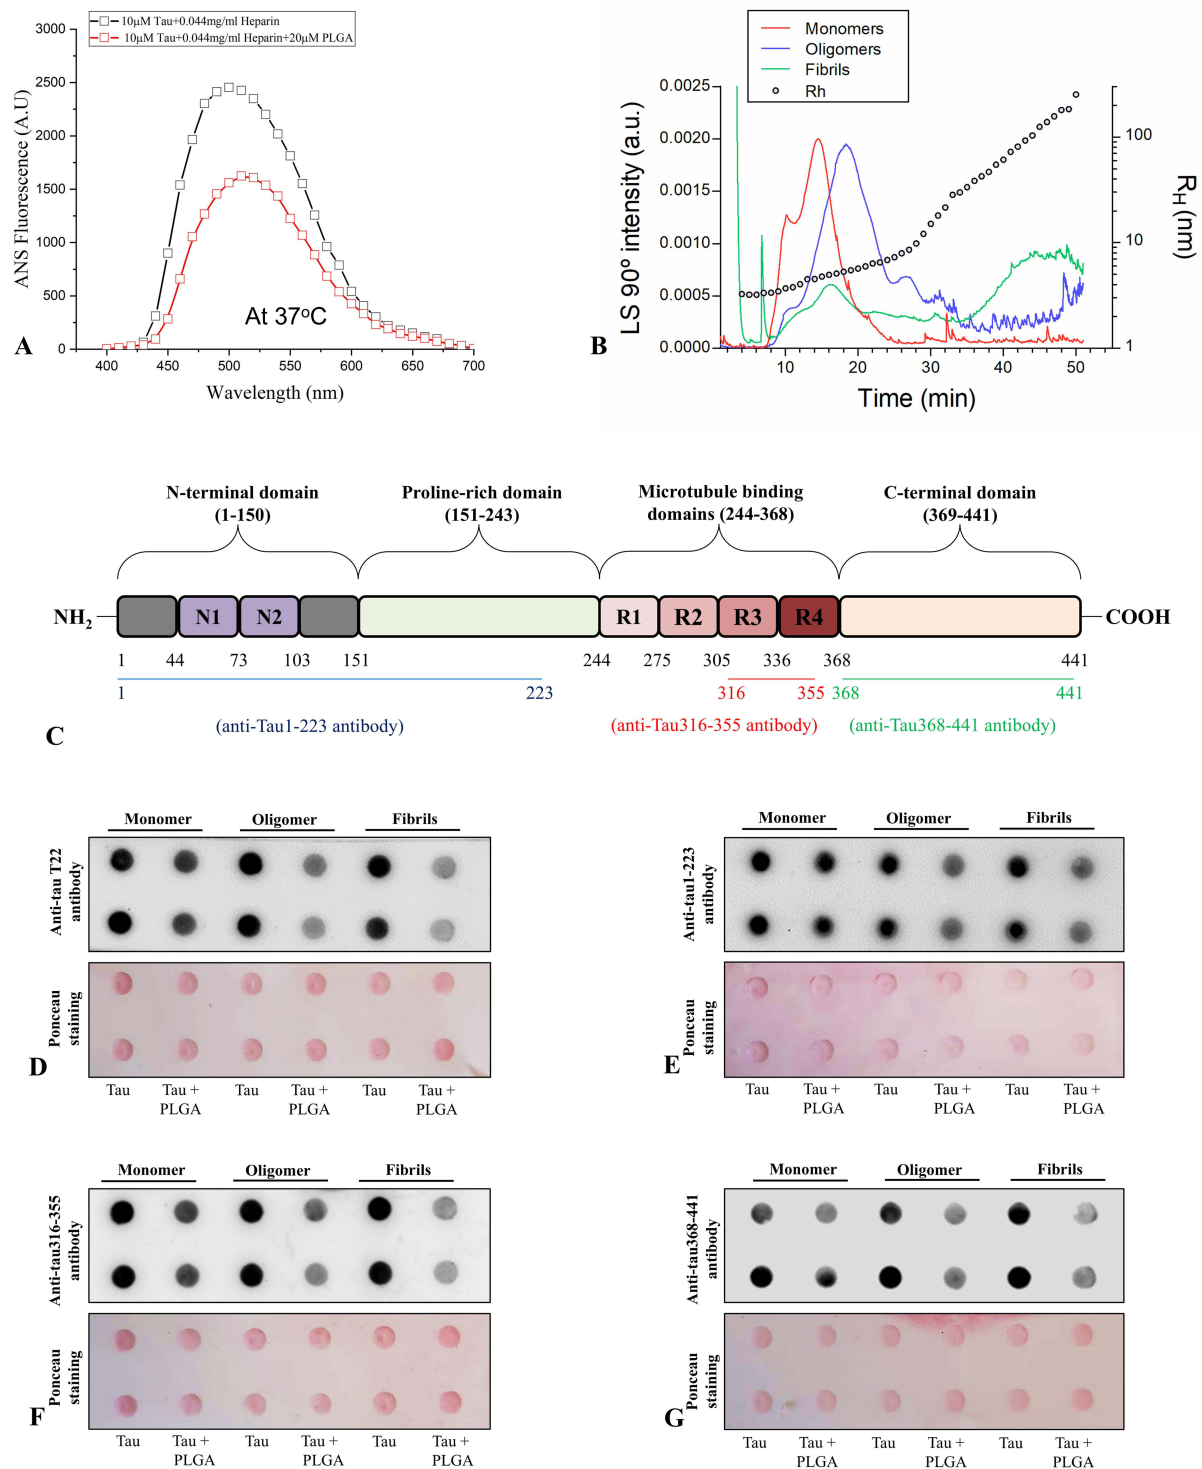 10μM Tau+0.044mg/ml Heparin
10μM Tau+0.044mg/ml Heparin+20μM PLGA
3000
2500
2000
1500
1000
500
0
ANS Fluorescence (A.U)
At 37°C
400 450 500 550 600 650 700
Wavelength (nm)
A
Monomers
Oligomers
Fibrils
Rh
0.0025
0.0020
0.0015
0.0010
0.0005
0.0000
LS 90º intensity (a.u.)
100
10
1
RH (nm)
10 20 30 40 50
Time (min)
B
N-terminal domain
(1-150)
Proline-rich domain
(151-243)
Microtubule binding
domains (244-368)
C-terminal domain
(369-441)
NH2 N1 N2 R1 R2 R3 R4 COOH
1 44 73 103 151 244 275 305 336 368 441
1 223 316 355 368 441
(anti-Tau1-223 antibody) (anti-Tau316-355 antibody) (anti-Tau368-441 antibody)
C
Monomer Oligomer Fibrils
Anti-tau T22
antibody
Ponceau
staining
D
Tau Tau + Tau Tau + Tau Tau +
PLGA PLGA PLGA
Monomer Oligomer Fibrils
Anti-tau1-223
antibody
Ponceau
staining
E
Tau Tau + Tau Tau + Tau Tau +
PLGA PLGA PLGA
Monomer Oligomer Fibrils
Anti-tau316-355
antibody
Ponceau
staining
F
Tau Tau + Tau Tau + Tau Tau +
PLGA PLGA PLGA
Monomer Oligomer Fibrils
Anti-tau368-441
antibody
Ponceau
staining
G
Tau Tau + Tau Tau + Tau Tau +
PLGA PLGA PLGA